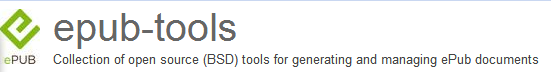 epub-tools
ePUB
Collection of open source (BSD) tools for generating and managing ePub documents